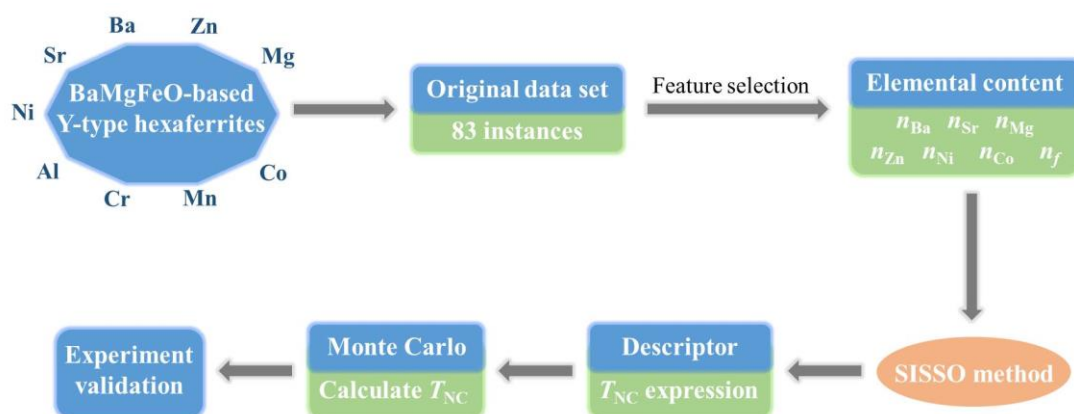 Ba
Zn
Sr
Mg
Ni
Al
Co
Cr
Mn
BaMgFeO-based
Y-type hexaferrites
Original data set
83 instances
Feature selection
Elemental content
nBa nSr nMg
nZn nNi nCo nf
SISSO method
Descriptor
TNC expression
Monte Carlo
Calculate TNC
Experiment
validation